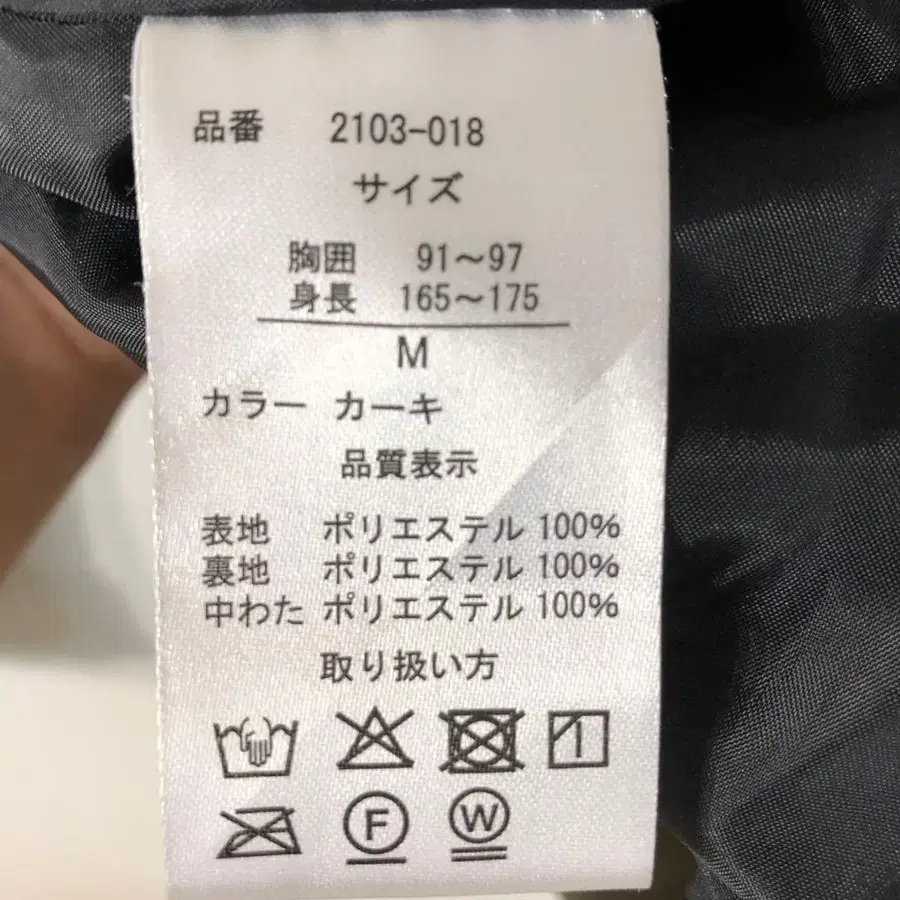 品番 2103-018
サイズ
胸囲 91～97
身長 165～175
M
カラー カーキ
品質表示
表地 ポリエステル 100%
裏地 ポリエステル 100%
中わた ポリエステル 100%
取り扱い方
F W